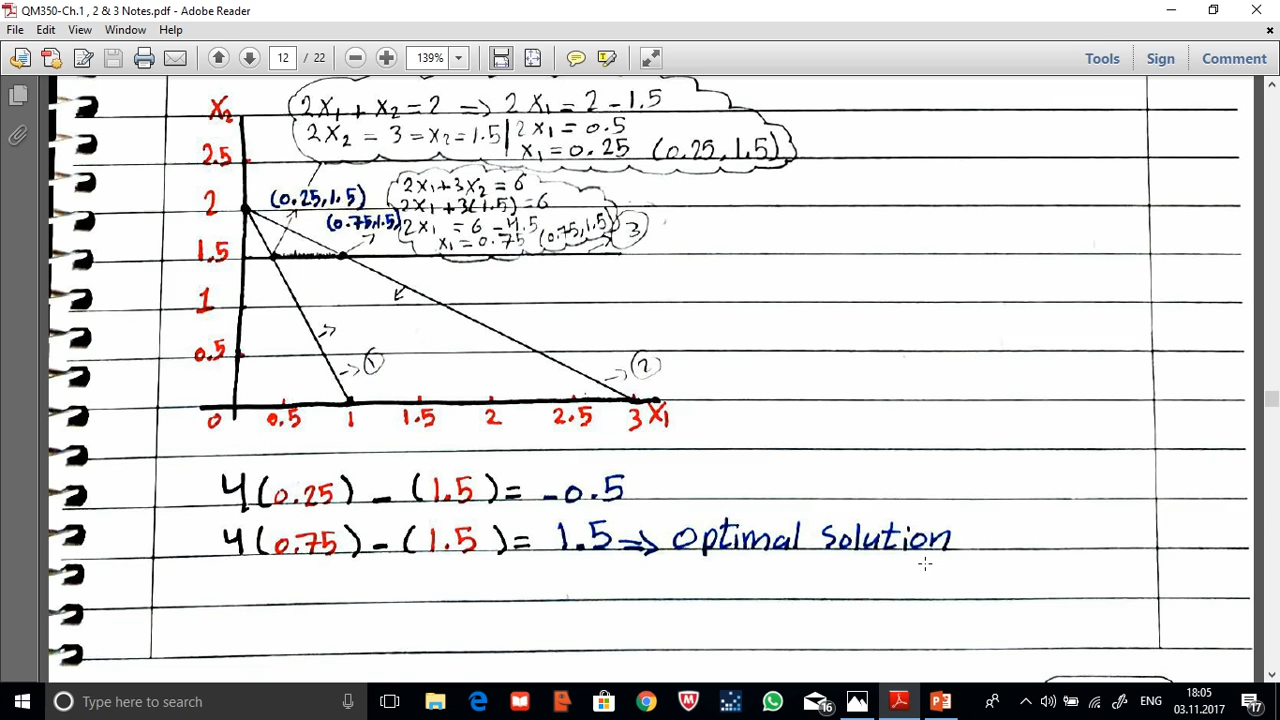 QM350-Ch.1 , 2 & 3 Notes.pdf - Adobe Reader
File Edit View Window Help
12 / 22 139% Tools Sign Comment
2X1 + X2 = 2 => 2X1 = 2 - 1.5
2X2 = 3 = X2 = 1.5 | 2X1 = 0.5
X1 = 0.25 (0.25, 1.5)
X2
2.5
2
1.5
1
0.5
(0.25, 1.5)
(0.75, 1.5)
2X1 + 3X2 = 6
2X1 + 3(1.5) = 6
2X1 = 6 - 4.5
X1 = 0.75 (0.75, 1.5)
3
1
2
0 0.5 1 1.5 2 2.5 3 X1
4(0.25) - (1.5) = -0.5
4(0.75) - (1.5) = 1.5 => optimal solution
Type here to search
16
ENG
18:05
03.11.2017
17